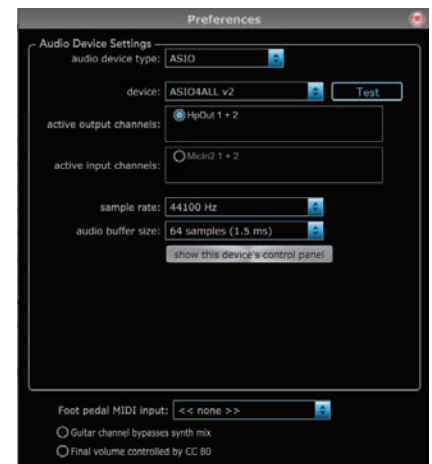 Preferences
Audio Device Settings
audio device type: ASIO
device: ASIO4ALL v2 Test
active output channels: HpOut 1 + 2
active input channels: MicIn2 1 + 2
sample rate: 44100 Hz
audio buffer size: 64 samples (1.5 ms)
show this device's control panel
Foot pedal MIDI input: << none >>
Guitar channel bypasses synth mix
Final volume controlled by CC 80